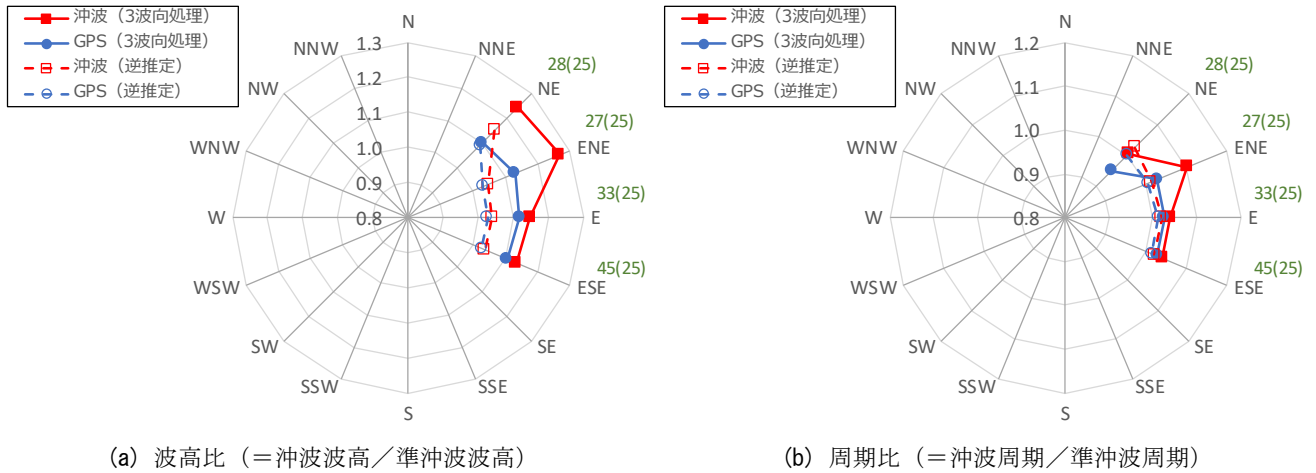 沖波（3波向処理）
GPS（3波向処理）
沖波（逆推定）
GPS（逆推定）
N
NNE
NE
ENE
E
ESE
SE
SSE
S
SSW
SW
WSW
W
WNW
NW
NNW
1.3
1.2
1.1
1.0
0.9
0.8
28(25)
27(25)
33(25)
45(25)
(a) 波高比（＝沖波波高／準沖波波高）
沖波（3波向処理）
GPS（3波向処理）
沖波（逆推定）
GPS（逆推定）
N
NNE
NE
ENE
E
ESE
SE
SSE
S
SSW
SW
WSW
W
WNW
NW
NNW
1.2
1.1
1.0
0.9
0.8
28(25)
27(25)
33(25)
45(25)
(b) 周期比（＝沖波周期／準沖波周期）